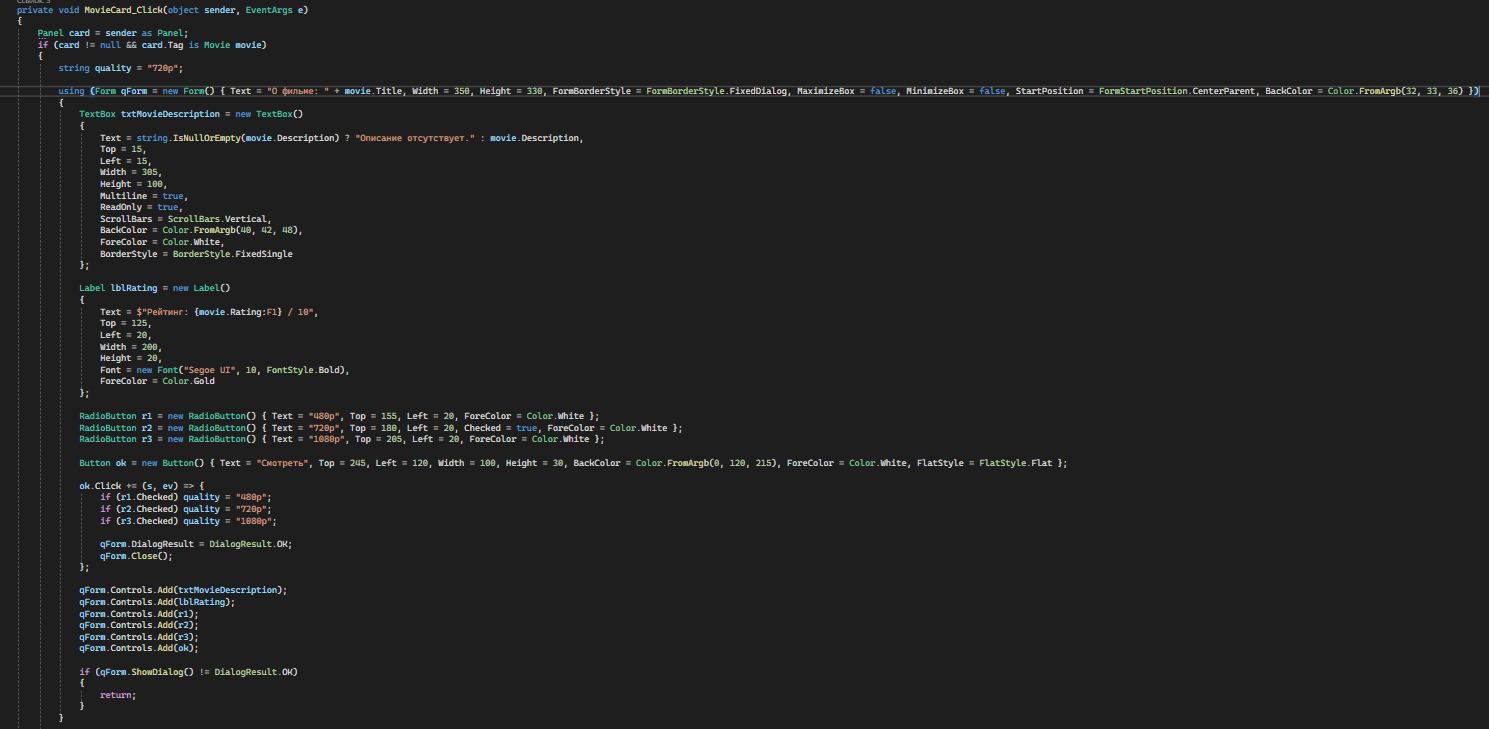 private void MovieCard_Click(object sender, EventArgs e)
{
Panel card = sender as Panel;
if (card != null && card.Tag is Movie movie)
{
string quality = "720p";
using (Form qForm = new Form() { Text = "О фильме: " + movie.Title, Width = 350, Height = 330, FormBorderStyle = FormBorderStyle.FixedDialog, MaximizeBox = false, MinimizeBox = false, StartPosition = FormStartPosition.CenterParent, BackColor = Color.FromArgb(32, 33, 36) })
{
TextBox txtMovieDescription = new TextBox()
{
Text = string.IsNullOrEmpty(movie.Description) ? "Описание отсутствует." : movie.Description,
Top = 15,
Left = 15,
Width = 305,
Height = 100,
Multiline = true,
ReadOnly = true,
ScrollBars = ScrollBars.Vertical,
BackColor = Color.FromArgb(40, 42, 48),
ForeColor = Color.White,
BorderStyle = BorderStyle.FixedSingle
};
Label lblRating = new Label()
{
Text = $"Рейтинг: {movie.Rating:F1} / 10",
Top = 125,
Left = 20,
Width = 200,
Height = 20,
Font = new Font("Segoe UI", 10, FontStyle.Bold),
ForeColor = Color.Gold
};
RadioButton r1 = new RadioButton() { Text = "480p", Top = 155, Left = 20, ForeColor = Color.White };
RadioButton r2 = new RadioButton() { Text = "720p", Top = 180, Left = 20, Checked = true, ForeColor = Color.White };
RadioButton r3 = new RadioButton() { Text = "1080p", Top = 205, Left = 20, ForeColor = Color.White };
Button ok = new Button() { Text = "Смотреть", Top = 245, Left = 120, Width = 100, Height = 30, BackColor = Color.FromArgb(0, 120, 215), ForeColor = Color.White, FlatStyle = FlatStyle.Flat };
ok.Click += (s, ev) => {
if (r1.Checked) quality = "480p";
if (r2.Checked) quality = "720p";
if (r3.Checked) quality = "1080p";
qForm.DialogResult = DialogResult.OK;
qForm.Close();
};
qForm.Controls.Add(txtMovieDescription);
qForm.Controls.Add(lblRating);
qForm.Controls.Add(r1);
qForm.Controls.Add(r2);
qForm.Controls.Add(r3);
qForm.Controls.Add(ok);
if (qForm.ShowDialog() != DialogResult.OK)
{
return;
}
}